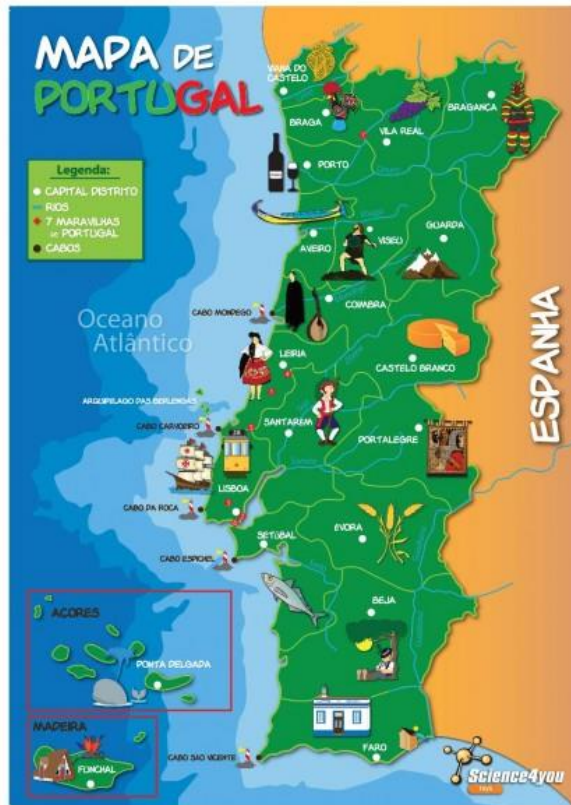 MAPA DE
PORTUGAL
Legenda:
CAPITAL DISTRITO
RIOS
7 MARAVILHAS
DE PORTUGAL
CABOS
VIANA DO
CASTELO
BRAGA
BRAGANÇA
VILA REAL
PORTO
AVEIRO
VISEU
GUARDA
COIMBRA
CABO MONDEGO
Oceano
Atlântico
LEIRIA
CASTELO BRANCO
ESPANHA
ARQUIPELAGO DAS BERLENGAS
CABO CARVOEIRO
SANTARÉM
PORTALEGRE
LISBOA
CABO DA ROCA
SETÚBAL
ÉVORA
CABO ESPICHEL
BEJA
AÇORES
PONTA DELGADA
MADEIRA
FUNCHAL
CABO SÃO VICENTE
FARO
Science4you
toys